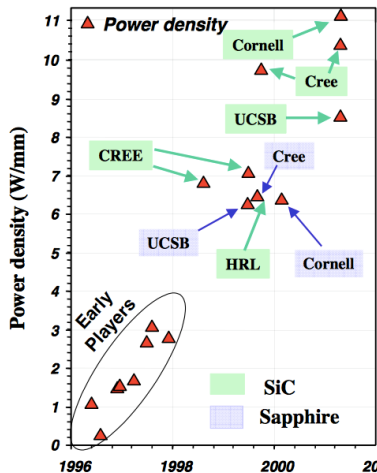 11
Power density
Cornell
10
Cree
9
UCSB
8
CREE
Cree
7
6
UCSB
HRL
Cornell
5
4
Early
Players
3
2
SiC
1
Sapphire
0
1996
1998
2000
Power density (W/mm)